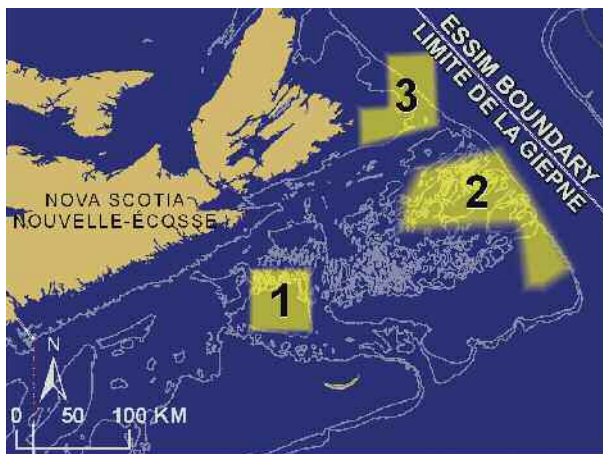 ESSIM BOUNDARY
LIMITE DE LA GIEPNE
3
2
NOVA SCOTIA
NOUVELLE-ÉCOSSE
1
N
0 50 100 KM